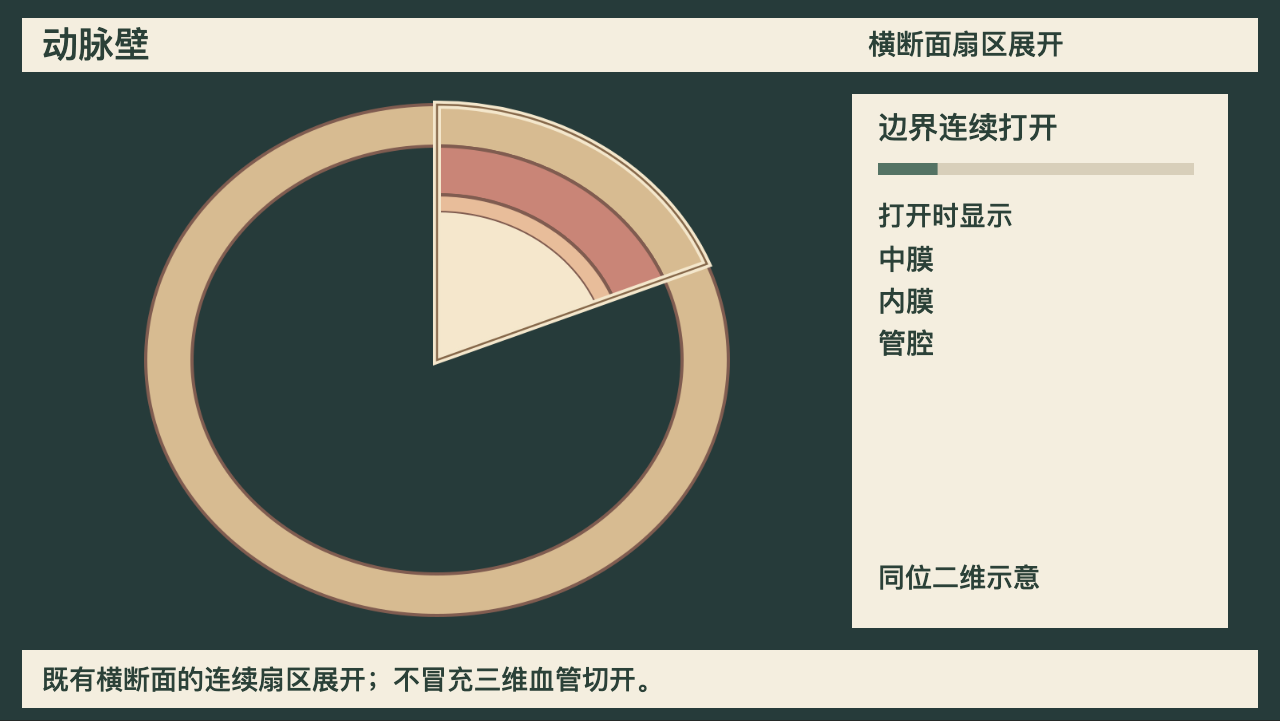 动脉壁
横断面扇区展开
边界连续打开
打开时显示
中膜
内膜
管腔
同位二维示意
既有横断面的连续扇区展开；不冒充三维血管切开。